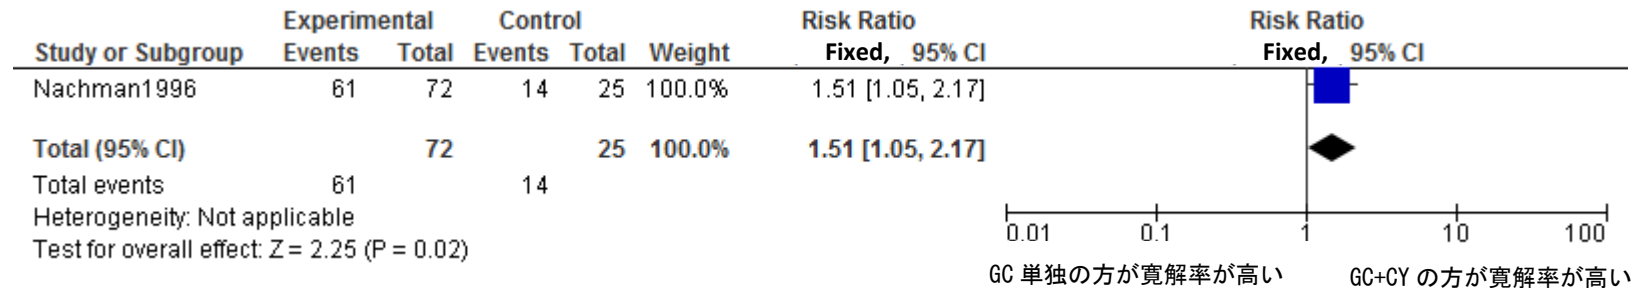 Experimental Control Risk Ratio Risk Ratio
Study or Subgroup Events Total Events Total Weight Fixed, 95% CI Fixed, 95% CI
Nachman1996 61 72 14 25 100.0% 1.51 [1.05, 2.17]
Total (95% CI) 72 25 100.0% 1.51 [1.05, 2.17]
Total events 61 14
Heterogeneity: Not applicable
Test for overall effect: Z = 2.25 (P = 0.02)
0.01 0.1 1 10 100
GC 単独の方が寛解率が高い GC+CY の方が寛解率が高い